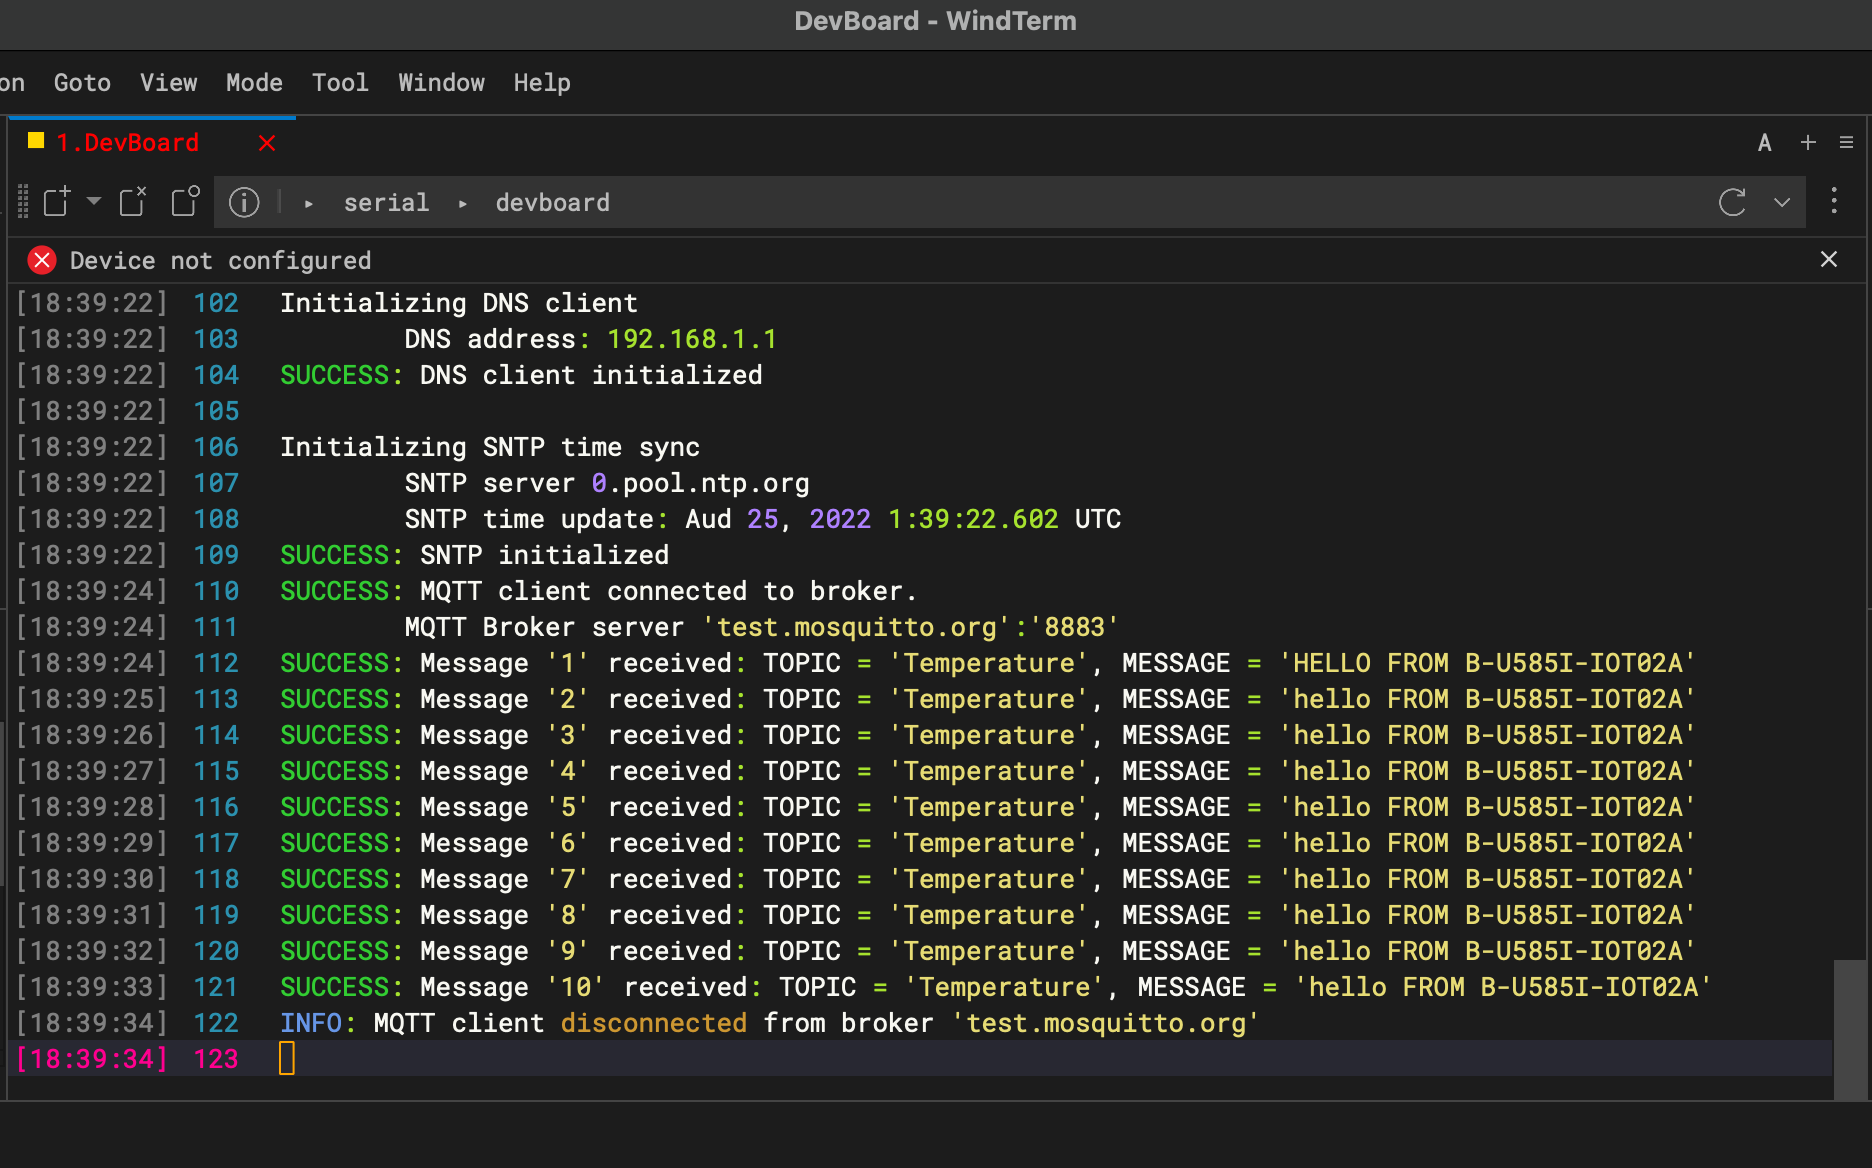 DevBoard - WindTerm
on Goto View Mode Tool Window Help
1.DevBoard
A
serial devboard
Device not configured
[18:39:22] 102 Initializing DNS client
[18:39:22] 103 DNS address: 192.168.1.1
[18:39:22] 104 SUCCESS: DNS client initialized
[18:39:22] 105
[18:39:22] 106 Initializing SNTP time sync
[18:39:22] 107 SNTP server 0.pool.ntp.org
[18:39:22] 108 SNTP time update: Aud 25, 2022 1:39:22.602 UTC
[18:39:22] 109 SUCCESS: SNTP initialized
[18:39:24] 110 SUCCESS: MQTT client connected to broker.
[18:39:24] 111 MQTT Broker server 'test.mosquitto.org':'8883'
[18:39:24] 112 SUCCESS: Message '1' received: TOPIC = 'Temperature', MESSAGE = 'HELLO FROM B-U585I-IOT02A'
[18:39:25] 113 SUCCESS: Message '2' received: TOPIC = 'Temperature', MESSAGE = 'hello FROM B-U585I-IOT02A'
[18:39:26] 114 SUCCESS: Message '3' received: TOPIC = 'Temperature', MESSAGE = 'hello FROM B-U585I-IOT02A'
[18:39:27] 115 SUCCESS: Message '4' received: TOPIC = 'Temperature', MESSAGE = 'hello FROM B-U585I-IOT02A'
[18:39:28] 116 SUCCESS: Message '5' received: TOPIC = 'Temperature', MESSAGE = 'hello FROM B-U585I-IOT02A'
[18:39:29] 117 SUCCESS: Message '6' received: TOPIC = 'Temperature', MESSAGE = 'hello FROM B-U585I-IOT02A'
[18:39:30] 118 SUCCESS: Message '7' received: TOPIC = 'Temperature', MESSAGE = 'hello FROM B-U585I-IOT02A'
[18:39:31] 119 SUCCESS: Message '8' received: TOPIC = 'Temperature', MESSAGE = 'hello FROM B-U585I-IOT02A'
[18:39:32] 120 SUCCESS: Message '9' received: TOPIC = 'Temperature', MESSAGE = 'hello FROM B-U585I-IOT02A'
[18:39:33] 121 SUCCESS: Message '10' received: TOPIC = 'Temperature', MESSAGE = 'hello FROM B-U585I-IOT02A'
[18:39:34] 122 INFO: MQTT client disconnected from broker 'test.mosquitto.org'
[18:39:34] 123